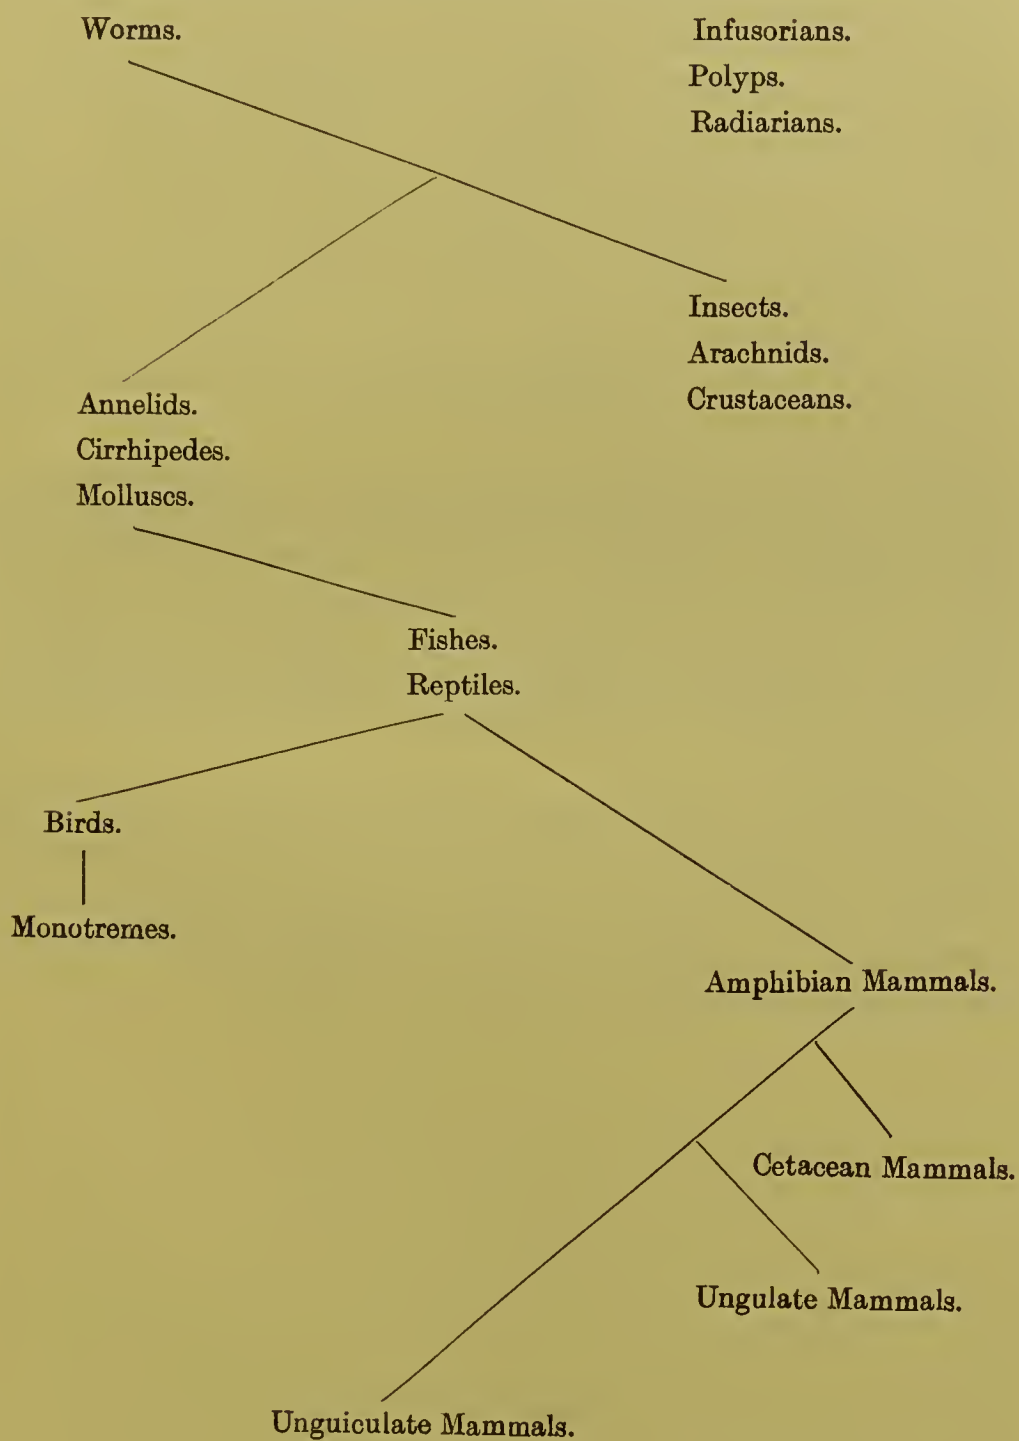 Worms.
Infusorians.
Polyps.
Radiarians.
Insects.
Arachnids.
Crustaceans.
Annelids.
Cirrhipedes.
Molluscs.
Fishes.
Reptiles.
Birds.
Monotremes.
Amphibian Mammals.
Cetacean Mammals.
Ungulate Mammals.
Unguiculate Mammals.